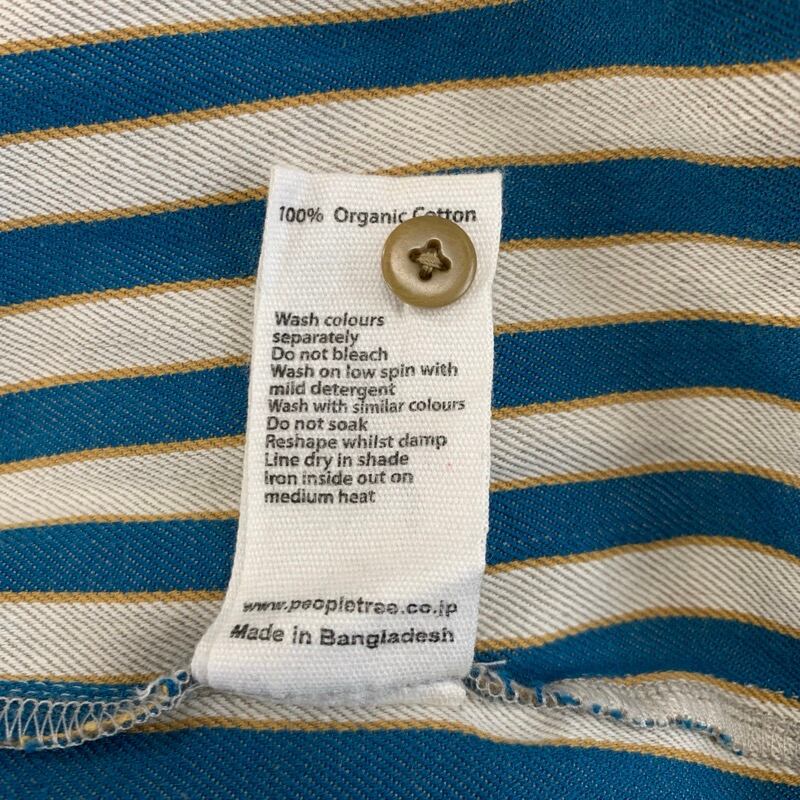 100% Organic Cotton
Wash colours
separately
Do not bleach
Wash on low spin with
mild detergent
Wash with similar colours
Do not soak
Reshape whilst damp
Line dry in shade
iron inside out on
medium heat
www.peopletree.co.jp
Made in Bangladesh